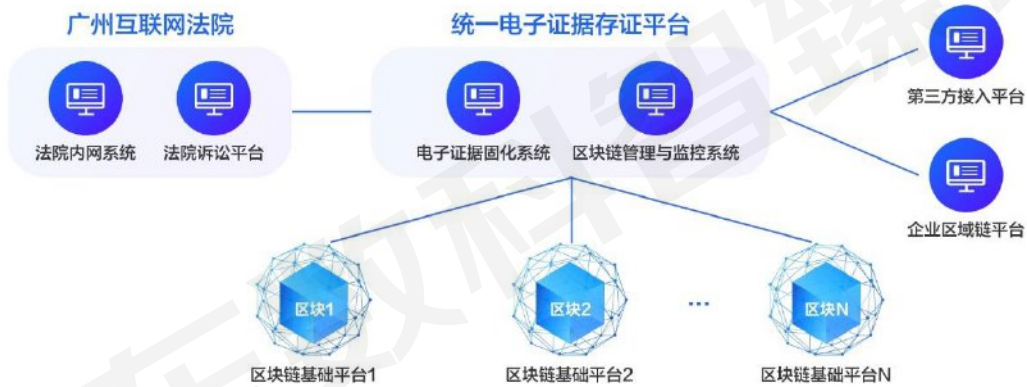 广州互联网法院
统一电子证据存证平台
第三方接入平台
法院内网系统
法院诉讼平台
电子证据固化系统
区块链管理与监控系统
企业区域链平台
区块1
区块2
...
区块N
区块链基础平台1
区块链基础平台2
区块链基础平台N